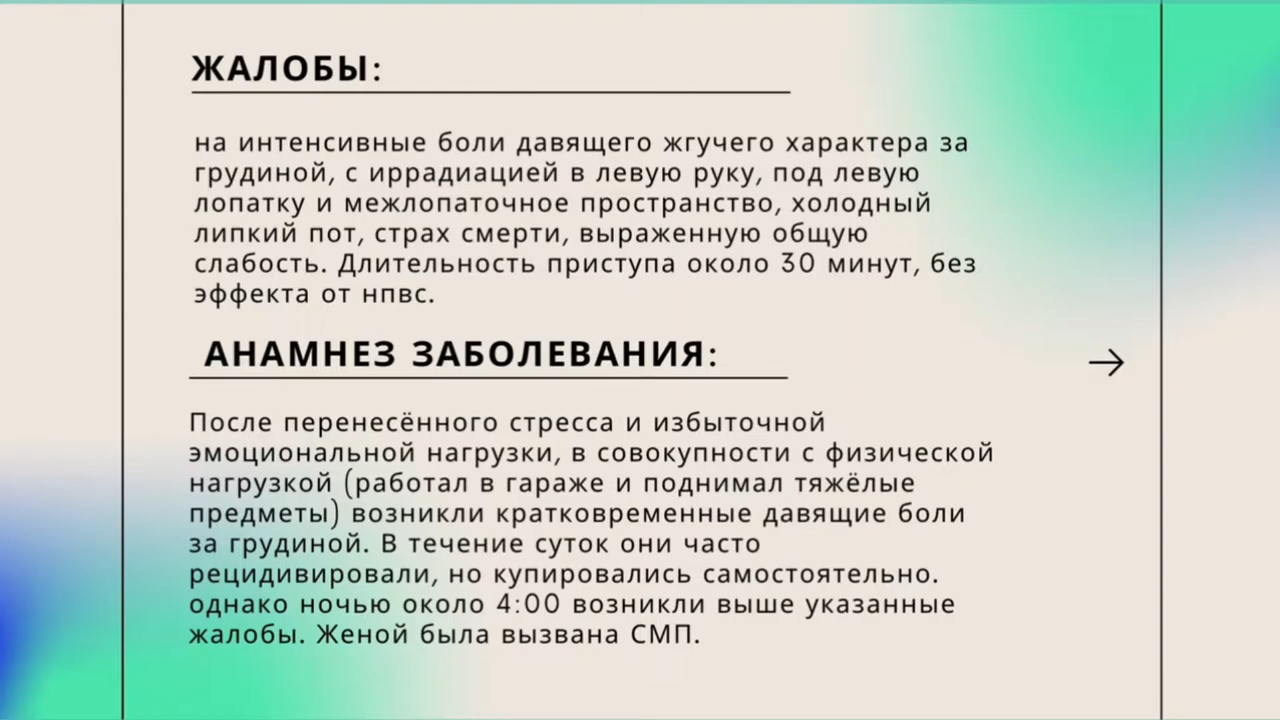 ЖАЛОБЫ:
на интенсивные боли давящего жгучего характера за
грудиной, с иррадиацией в левую руку, под левую
лопатку и межлопаточное пространство, холодный
липкий пот, страх смерти, выраженную общую
слабость. Длительность приступа около 30 минут, без
эффекта от нпвс.
АНАМНЕЗ ЗАБОЛЕВАНИЯ:
После перенесённого стресса и избыточной
эмоциональной нагрузки, в совокупности с физической
нагрузкой (работал в гараже и поднимал тяжёлые
предметы) возникли кратковременные давящие боли
за грудиной. В течение суток они часто
рецидивировали, но купировались самостоятельно.
однако ночью около 4:00 возникли выше указанные
жалобы. Женой была вызвана СМП.